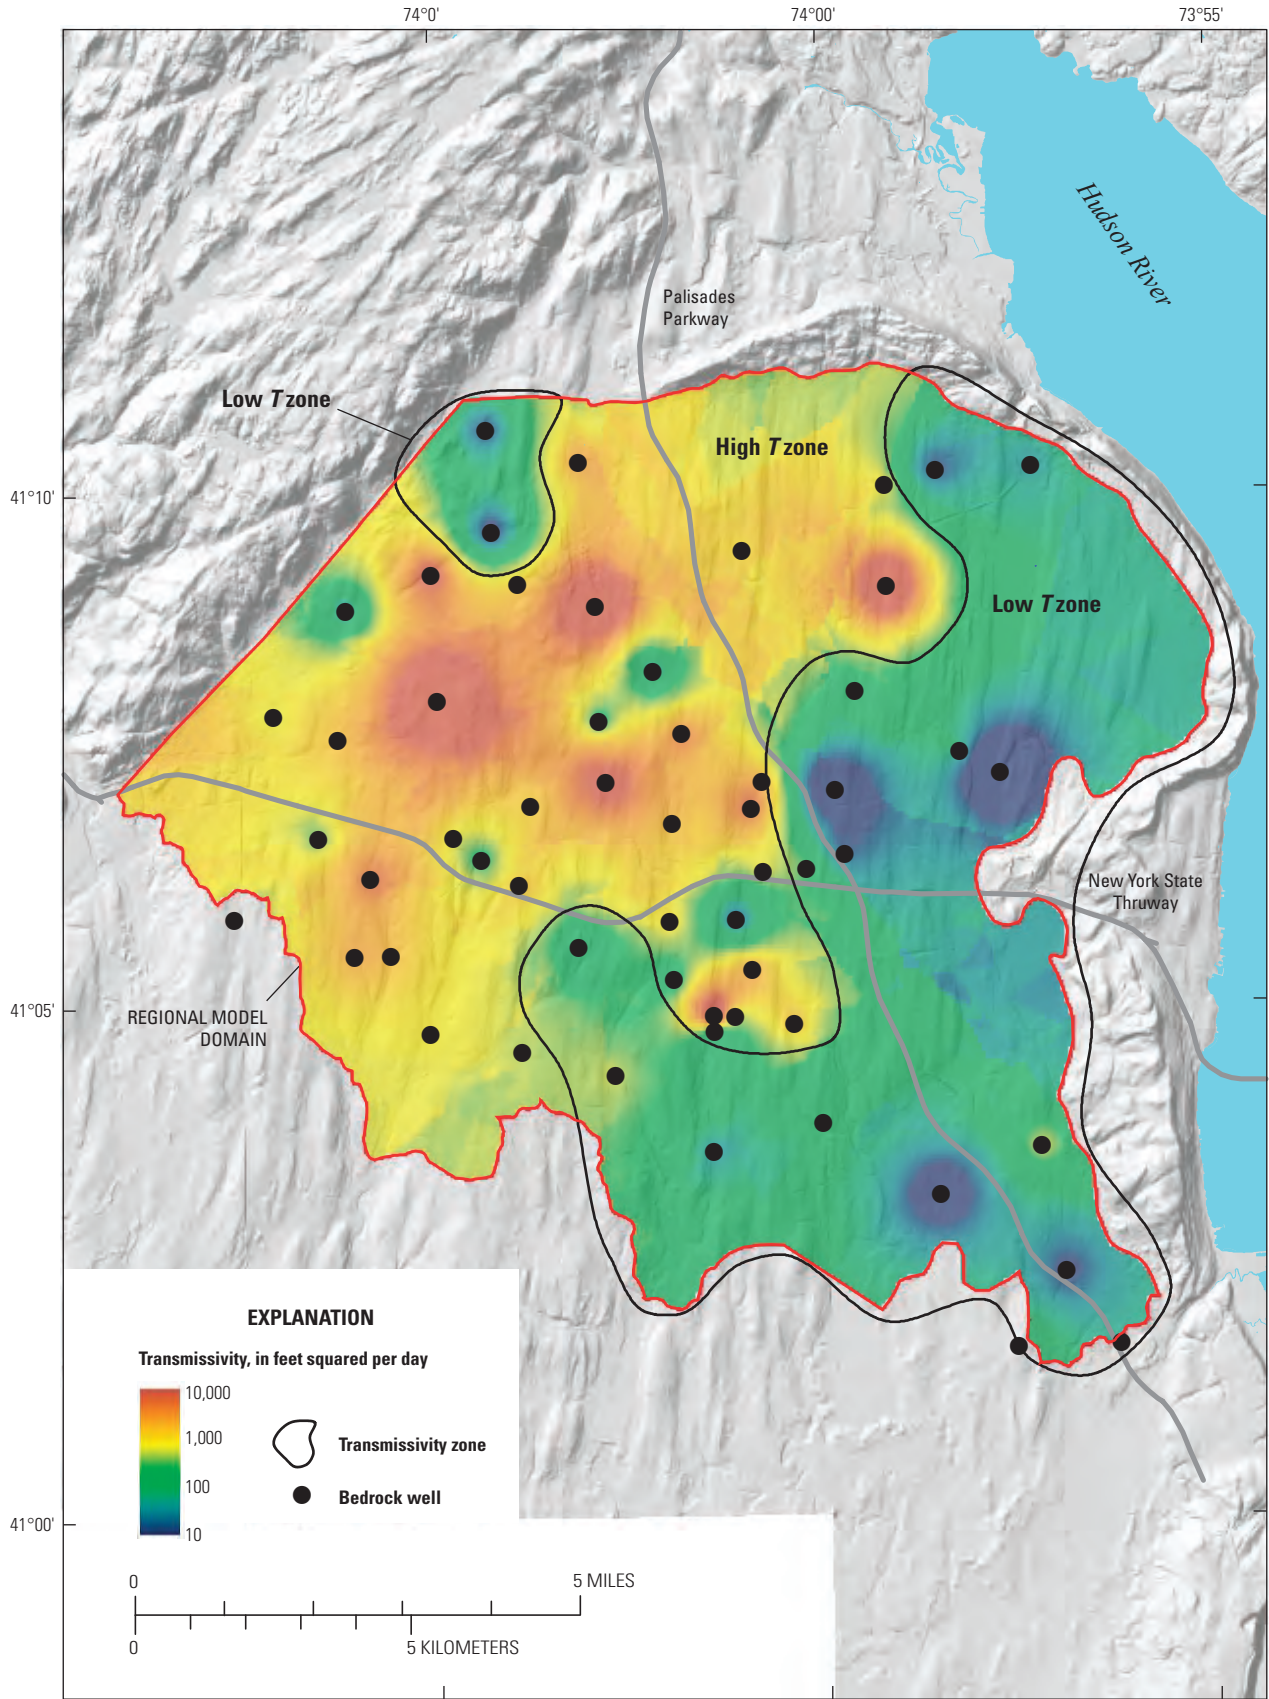 74°0'
74°00'
73°55'
Hudson River
Palisades
Parkway
Low T zone
High T zone
41°10'
Low T zone
New York State
Thruway
41°05'
REGIONAL MODEL
DOMAIN
EXPLANATION
Transmissivity, in feet squared per day
10,000
1,000
100
10
Transmissivity zone
Bedrock well
41°00'
0
5 MILES
0
5 KILOMETERS